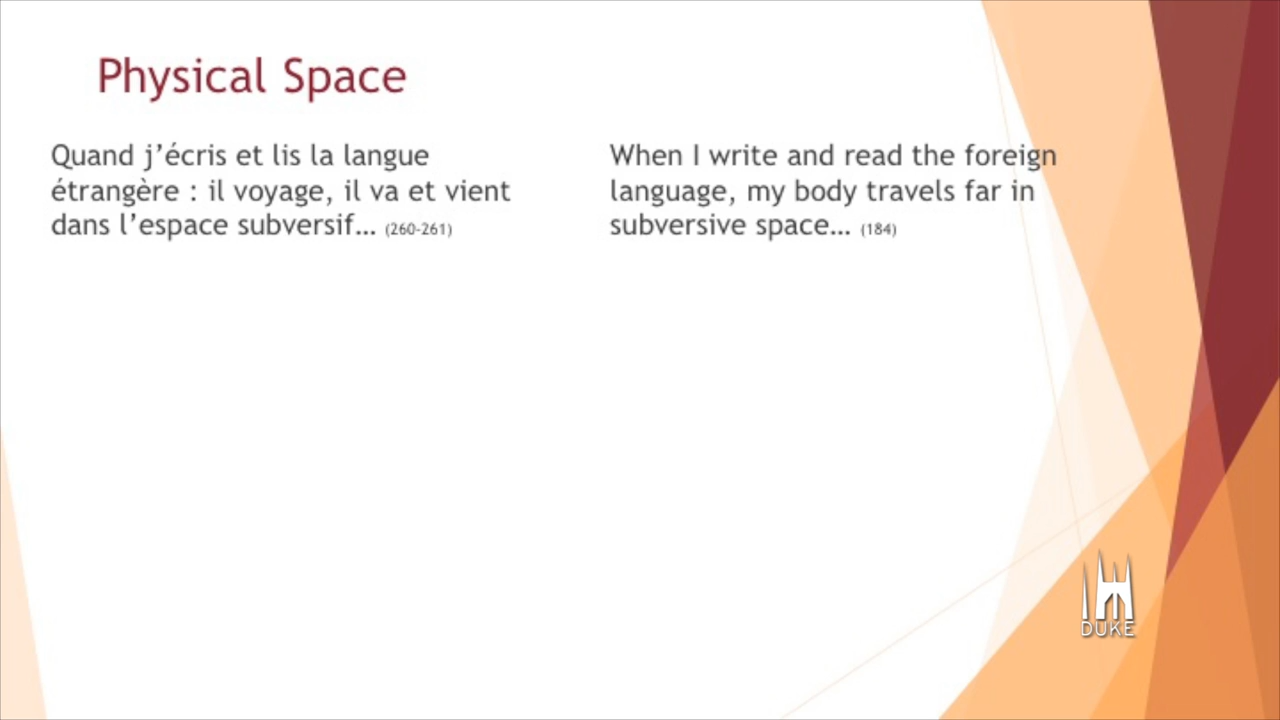 Physical Space
Quand j’écris et lis la langue
étrangère : il voyage, il va et vient
dans l’espace subversif… (260-261)
When I write and read the foreign
language, my body travels far in
subversive space… (184)
DUKE